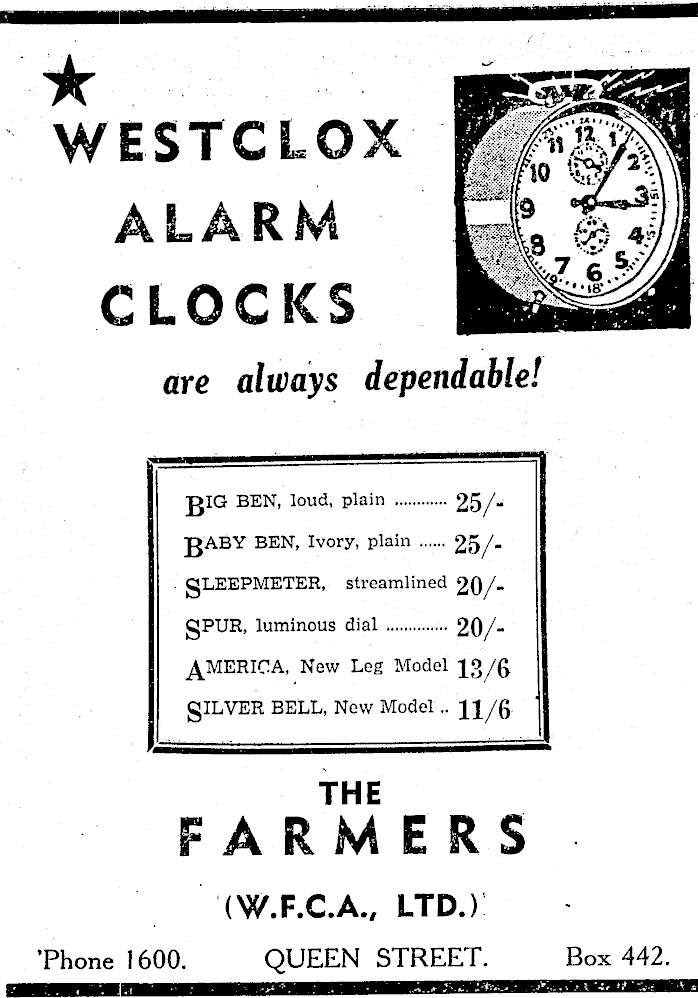 WESTCLOX
ALARM
CLOCKS
are always dependable!
BIG BEN, loud, plain ............ 25/-
BABY BEN, Ivory, plain ...... 25/-
SLEEPMETER, streamlined 20/-
SPUR, luminous dial .............. 20/-
AMERICA, New Leg Model 13/6
SILVER BELL, New Model .. 11/6
THE
FARMERS
(W.F.C.A., LTD.)
'Phone 1600. QUEEN STREET. Box 442.